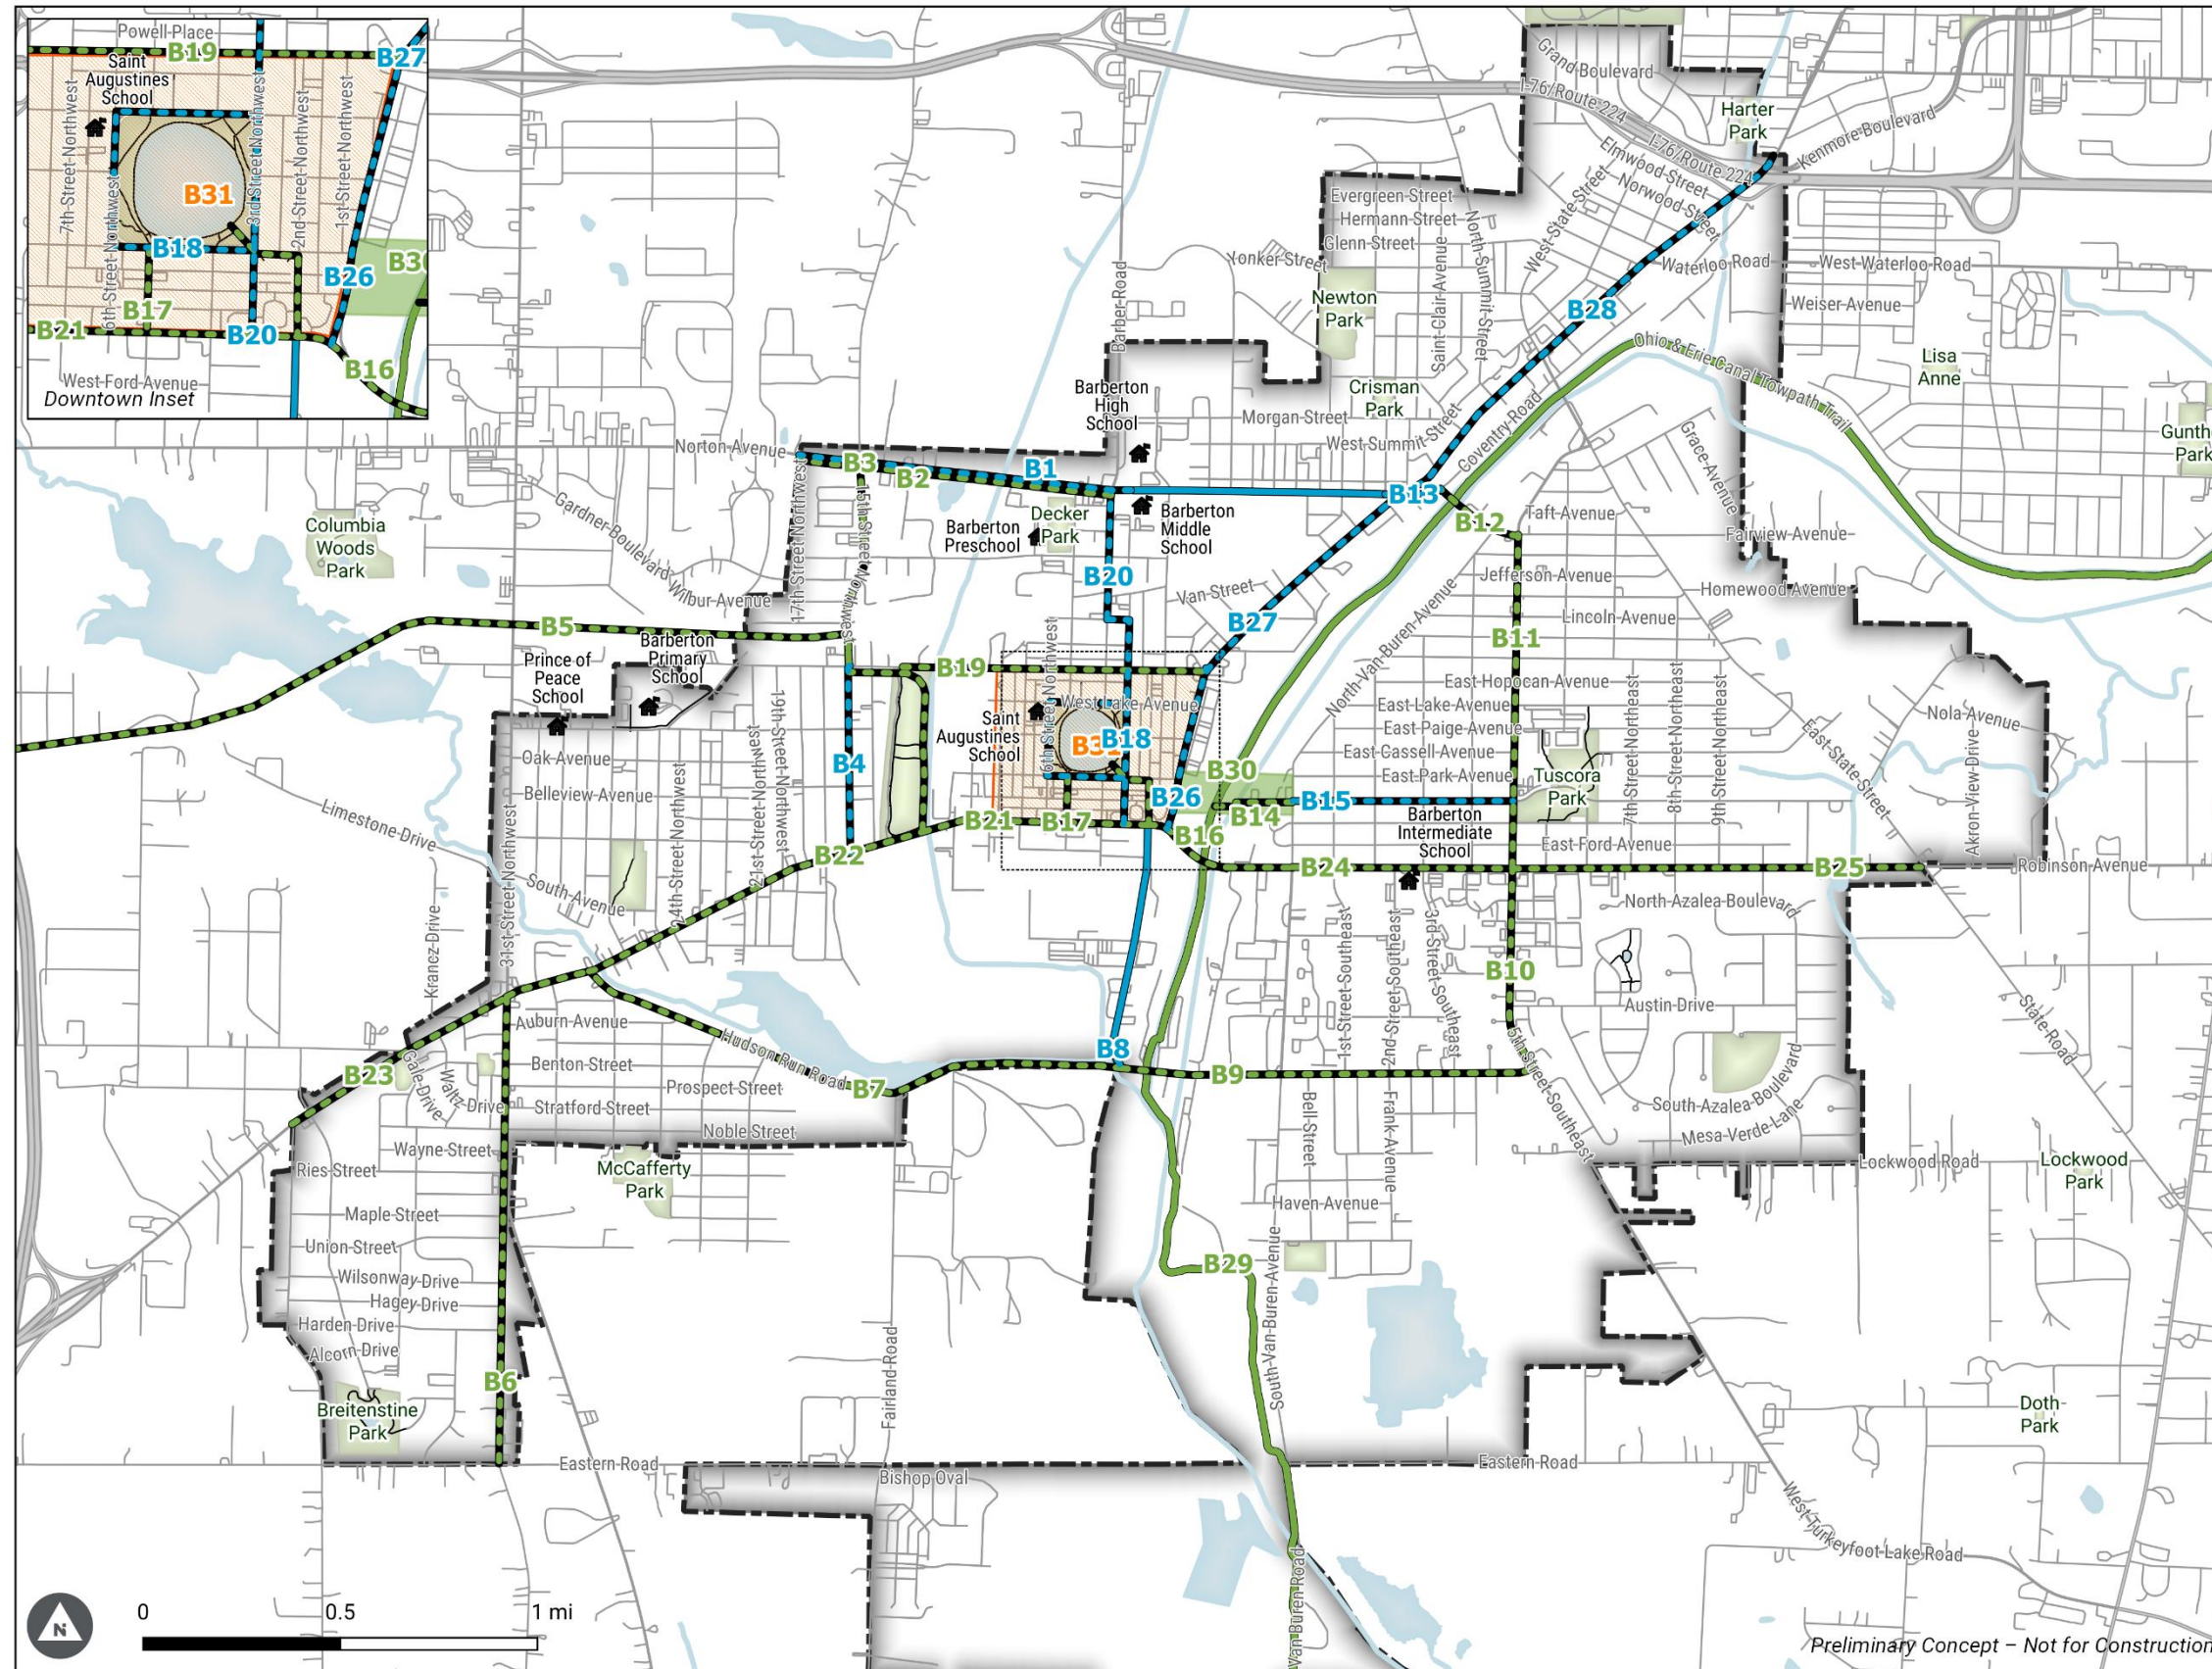 Powell Place
B19
B27
Saint
Augustines
School
7th-Street-Northwest
6th-Street-Northwest
3rd-Street-Northwest
2nd-Street-Northwest
1st-Street-Northwest
B31
B18
B30
B26
B17
B21
B20
B16
West-Ford-Avenue
Downtown Inset
Grand Boulevard
I-76/Route-224
I-76/Route-224
Harter
Park
Kenmore-Boulevard
Elmwood-Street
Norwood-Street
West-State-Street
Evergreen-Street
Hermann-Street
Glenn-Street
Yonker-Street
North-Summit-Street
Saint-Clair-Avenue
Waterloo-Road
West-Waterloo-Road
Weiser-Avenue
Newton
Park
B28
Barber-Road
Ohio & Erie Canal Towpath Trail
Lisa
Anne
Barberton
High
School
Crisman
Park
Morgan-Street
West-Summit-Street
Coventry-Road
Grace-Avenue
Gunth
Park
Norton-Avenue
B3
B2
B1
B13
B12
17th-Street-Northwest
15th-Street-Northwest
Columbia
Woods
Park
Gardner-Boulevard
Wilbur-Avenue
Barberton
Preschool
Decker
Park
Barberton
Middle
School
Taft-Avenue
Fairview-Avenue
B20
Van-Street
Jefferson-Avenue
Homewood-Avenue
Lincoln-Avenue
B5
B27
B11
Prince of
Peace
School
Barberton
Primary
School
B19
6th-Street-Northwest
West-Lake-Avenue
North-Van-Buren-Avenue
East-Hopocan-Avenue
East-Lake-Avenue
East-Paige-Avenue
East-Cassell-Avenue
East-Park-Avenue
7th-Street-Northeast
8th-Street-Northeast
9th-Street-Northeast
Nola-Avenue
East-State-Street
Akron-View-Drive
Saint
Augustines
School
B31
B18
Oak-Avenue
Belleview-Avenue
24th-Street-Northwest
21st-Street-Northwest
19th-Street-Northwest
B4
B30
Tuscora
Park
B26
B15
B14
Limestone-Drive
31st-Street-Northwest
B21
B17
B16
Barberton
Intermediate
School
East-Ford-Avenue
B22
B24
B25
Robinson-Avenue
South-Avenue
North-Azalea-Boulevard
Krancz-Drive
1st-Street-Southeast
2nd-Street-Southeast
3rd-Street-Southeast
B10
Austin-Drive
State-Road
Auburn-Avenue
Hudson-Run-Road
B8
5th-Street-Southeast
Benton-Street
B23
Gale-Drive
Waltz-Drive
Prospect-Street
B7
B9
Stratford-Street
Bell-Street
Frank-Avenue
South-Azalea-Boulevard
Mesa-Verde-Lane
Noble-Street
Wayne-Street
McCafferty
Park
Lockwood Road
Lockwood
Park
Ries-Street
Haven-Avenue
Maple-Street
Union-Street
B29
Wilsonway-Drive
Hagey-Drive
South-Van-Buren-Avenue
Harden-Drive
Alcorn-Drive
Fairland-Road
B6
Breitenstine
Park
Doth
Park
Eastern-Road
Bishop Oval
Eastern-Road
West-Turkeyfoot-Lake-Road
Van-Buren-Road
N
0
0.5
1 mi
Preliminary Concept – Not for Construction